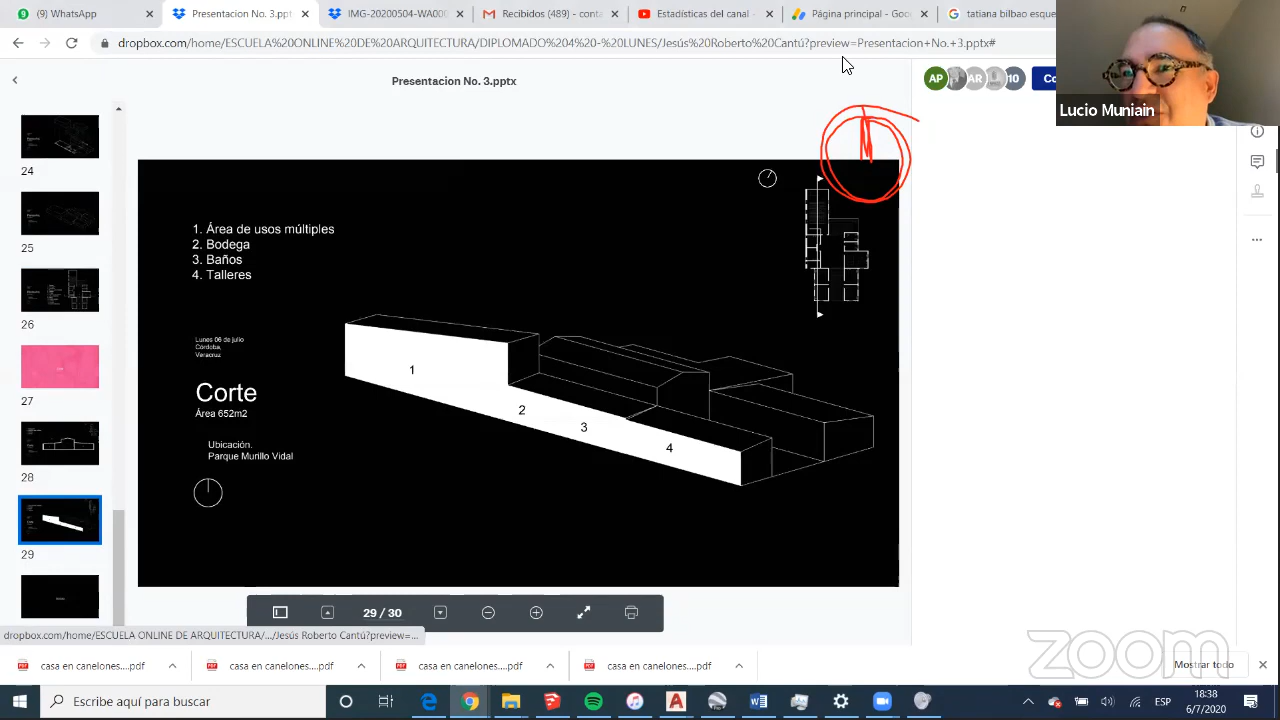 (9) WhatsApp
Presentación No. 3.p
IMG-20200504-WA000
Recibidos (489) - conta
Estadísticas del canal -
Página principal - Goo
tatiana bilbao esque
dropbox.com/home/ESCUELA%20ONLINE%20DE%20ARQUITECTURA/DIPLOMADO%204%20-%20LUNES/Jesús%20Roberto%20Cantú?preview=Presentacion+No.+3.pptx#
Presentacion No. 3.pptx
AP
AR
10
Co
Lucio Muniain
24
25
26
27
28
29
1. Área de usos múltiples
2. Bodega
3. Baños
4. Talleres
Lunes 06 de julio
Córdoba,
Veracruz
Corte
Área 652m2
Ubicación.
Parque Murillo Vidal
1
2
3
4
29 / 30
dropbox.com/home/ESCUELA ONLINE DE ARQUITECTURA/.../Jesús Roberto Cantú?preview=...
zoom
casa en canelones....pdf
casa en canelones....pdf
casa en canelones....pdf
casa en canelones....pdf
Mostrar todo
Escribe aquí para buscar
ESP
18:38
6/7/2020